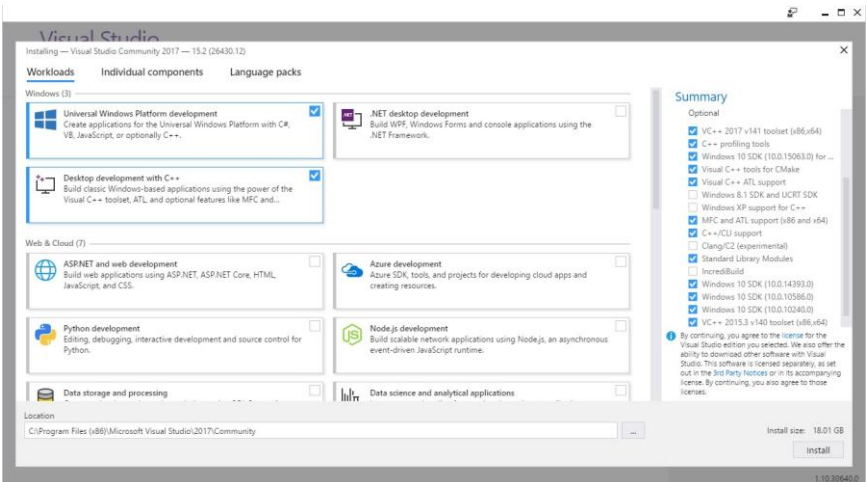 Visual Studio
Installing — Visual Studio Community 2017 — 15.2 (26430.12)
Workloads Individual components Language packs
Windows (3)
Universal Windows Platform development
Create applications for the Universal Windows Platform with C#,
VB, JavaScript, or optionally C++.
.NET desktop development
Build WPF, Windows Forms and console applications using the
.NET Framework.
Desktop development with C++
Build classic Windows-based applications using the power of the
Visual C++ toolset, ATL, and optional features like MFC and...
Web & Cloud (7)
ASP.NET and web development
Build web applications using ASP.NET, ASP.NET Core, HTML,
JavaScript, and CSS.
Azure development
Azure SDK, tools, and projects for developing cloud apps and
creating resources.
Python development
Editing, debugging, interactive development and source control for
Python.
Node.js development
Build scalable network applications using Node.js, an asynchronous
event-driven JavaScript runtime.
Data storage and processing
Data science and analytical applications
Summary
Optional
VC++ 2017 v141 toolset (x86,x64)
C++ profiling tools
Windows 10 SDK (10.0.15063.0) for ...
Visual C++ tools for CMake
Visual C++ ATL support
Windows 8.1 SDK and UCRT SDK
Windows XP support for C++
MFC and ATL support (x86 and x64)
C++/CLI support
Clang/C2 (experimental)
Standard Library Modules
IncrediBuild
Windows 10 SDK (10.0.14393.0)
Windows 10 SDK (10.0.10586.0)
Windows 10 SDK (10.0.10240.0)
VC++ 2015.3 v140 toolset (x86,x64)
By continuing, you agree to the license for the
Visual Studio edition you selected. We also offer the
ability to download other software with Visual
Studio. This software is licensed separately, as set
out in the 3rd Party Notices or in its accompanying
license. By continuing, you also agree to those
licenses.
Location
C:\Program Files (x86)\Microsoft Visual Studio\2017\Community
...
Install size: 18.01 GB
Install
1.10.30640.0